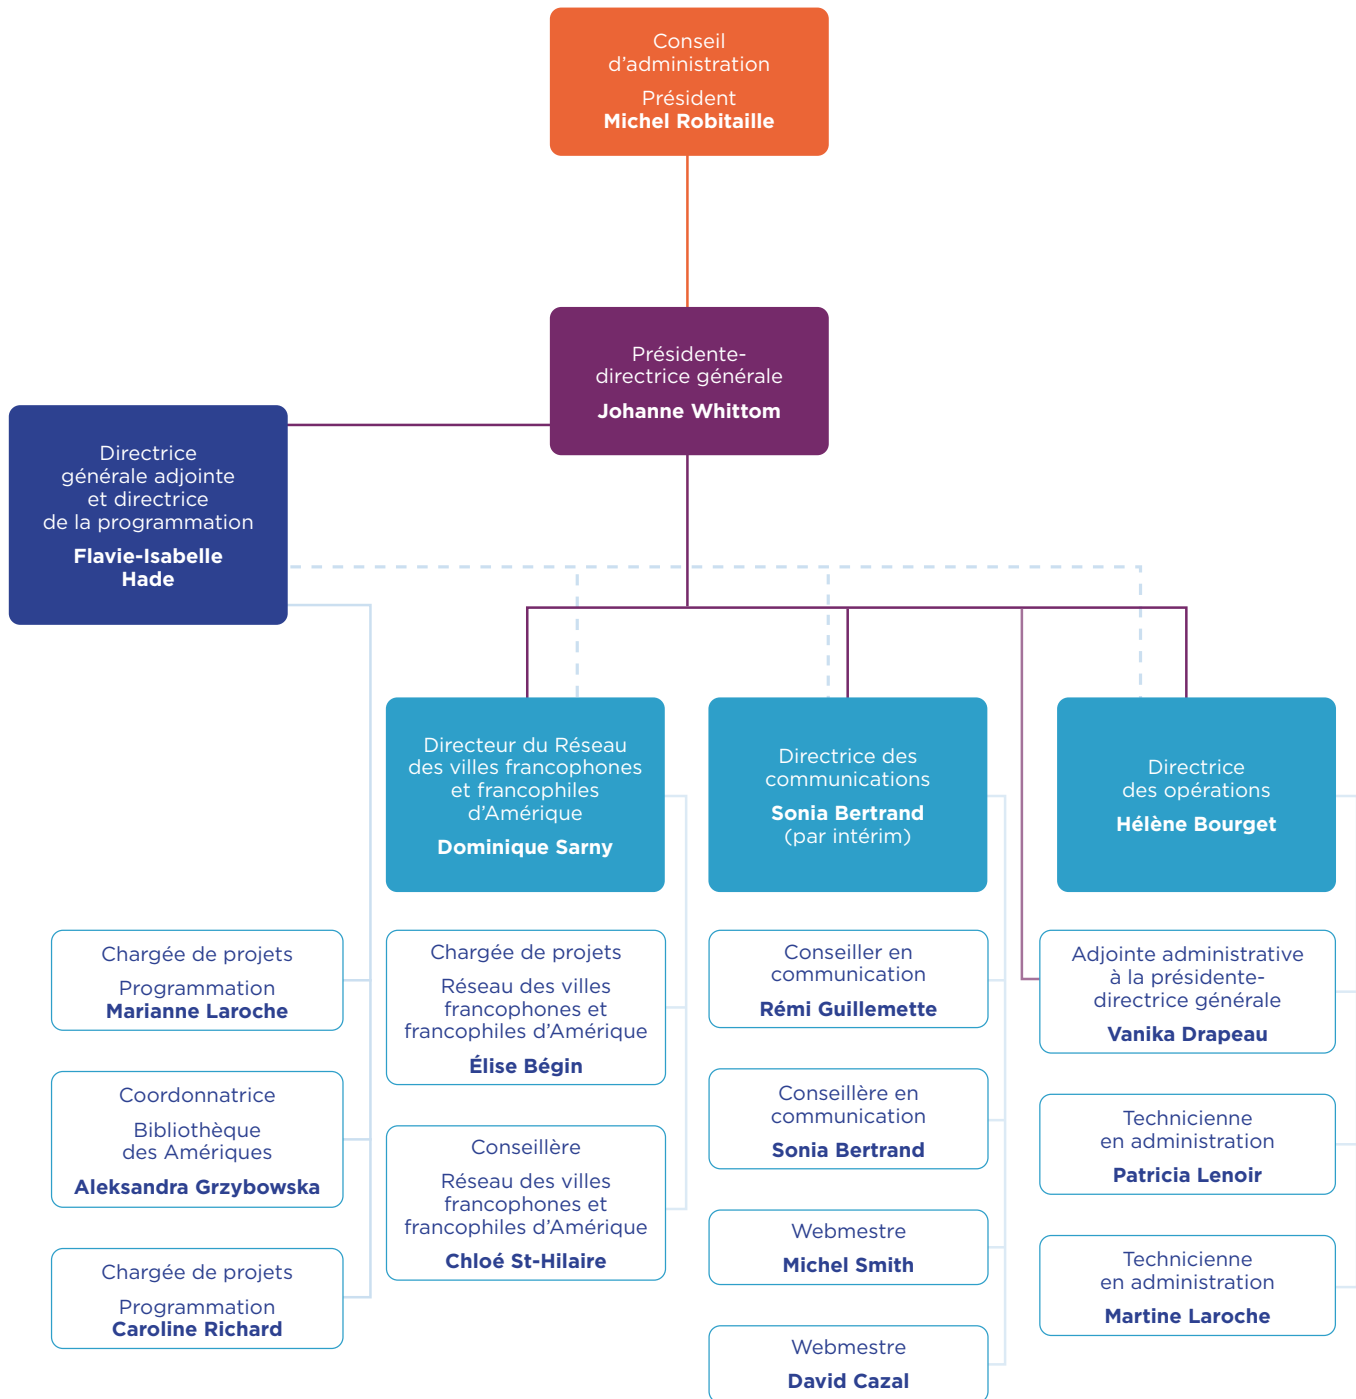 Conseil
d’administration
Président
Michel Robitaille
Présidente-
directrice générale
Johanne Whittom
Directrice
générale adjointe
et directrice
de la programmation
Flavie-Isabelle
Hade
Directeur du Réseau
des villes francophones
et francophiles
d’Amérique
Dominique Sarny
Directrice des
communications
Sonia Bertrand
(par intérim)
Directrice
des opérations
Hélène Bourget
Chargée de projets
Programmation
Marianne Laroche
Coordonnatrice
Bibliothèque
des Amériques
Aleksandra Grzybowska
Chargée de projets
Programmation
Caroline Richard
Chargée de projets
Réseau des villes
francophones et
francophiles d’Amérique
Élise Bégin
Conseillère
Réseau des villes
francophones et
francophiles d’Amérique
Chloé St-Hilaire
Conseiller en
communication
Rémi Guillemette
Conseillère en
communication
Sonia Bertrand
Webmestre
Michel Smith
Webmestre
David Cazal
Adjointe administrative
à la présidente-
directrice générale
Vanika Drapeau
Technicienne
en administration
Patricia Lenoir
Technicienne
en administration
Martine Laroche